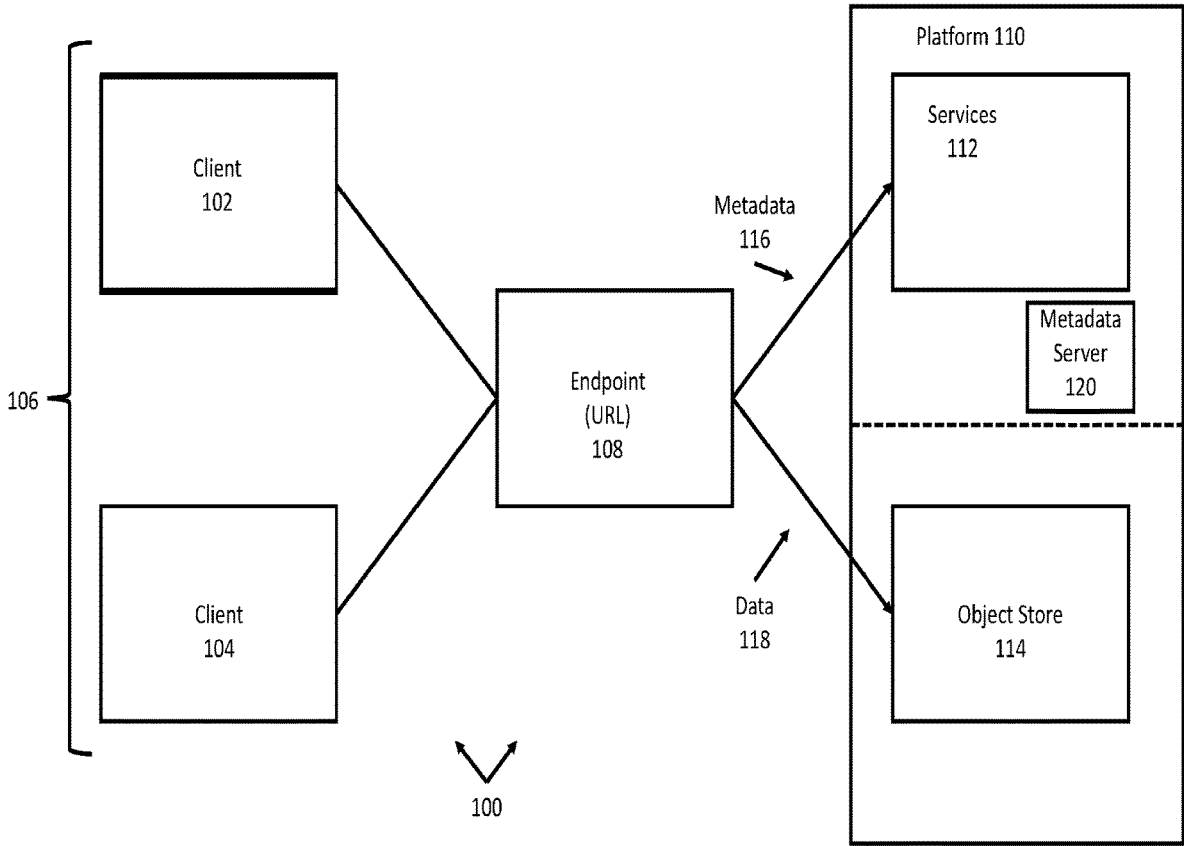 Platform 110
Services
112
Client
102
Metadata
116
Metadata
Server
120
Endpoint
(URL)
108
106
Client
104
Data
118
Object Store
114
100